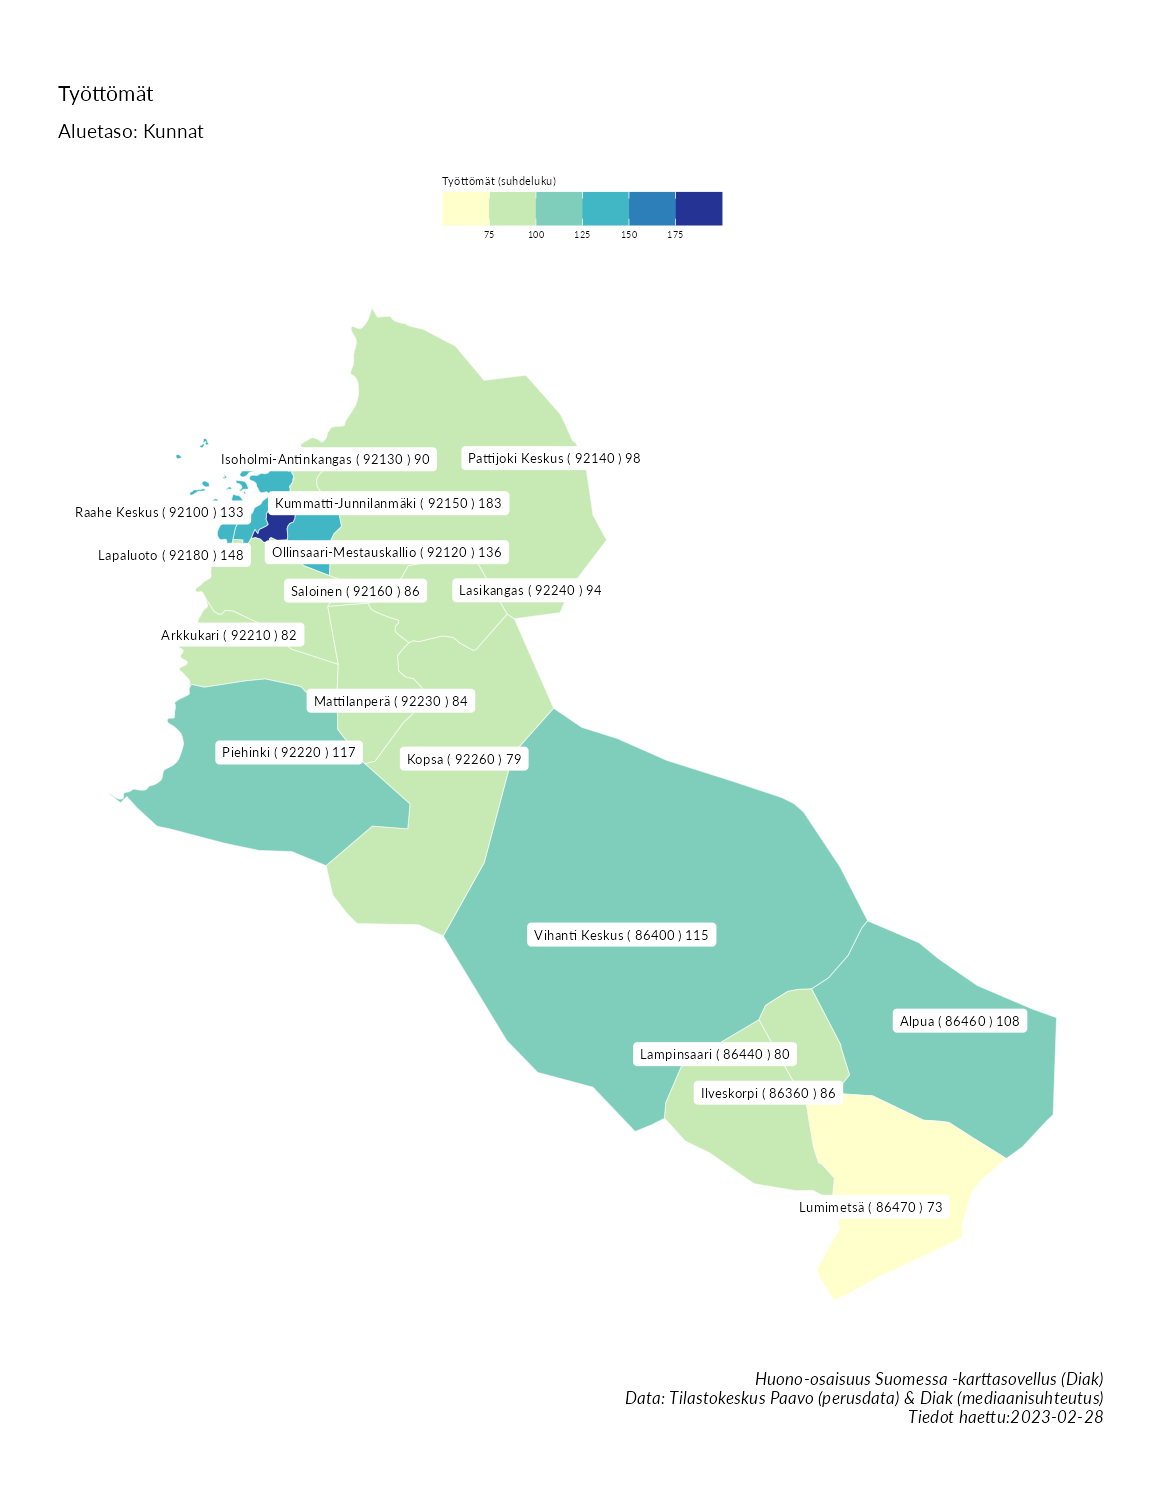 Työttömät
Aluetaso: Kunnat
Työttömät (suhdeluku)
75 100 125 150 175
Isoholmi-Antinkangas ( 92130 ) 90
Pattijoki Keskus ( 92140 ) 98
Kummatti-Junnilanmäki ( 92150 ) 183
Raahe Keskus ( 92100 ) 133
Lapaluoto ( 92180 ) 148
Ollinsaari-Mestauskallio ( 92120 ) 136
Saloinen ( 92160 ) 86
Lasikangas ( 92240 ) 94
Arkkukari ( 92210 ) 82
Mattilanperä ( 92230 ) 84
Piehinki ( 92220 ) 117
Kopsa ( 92260 ) 79
Vihanti Keskus ( 86400 ) 115
Alpua ( 86460 ) 108
Lampinsaari ( 86440 ) 80
Ilveskorpi ( 86360 ) 86
Lumimetsä ( 86470 ) 73
Huono-osaisuus Suomessa -karttasovellus (Diak)
Data: Tilastokeskus Paavo (perusdata) & Diak (mediaanisuhteutus)
Tiedot haettu:2023-02-28